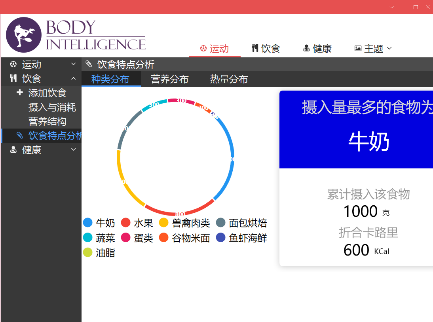 BODY
INTELLIGENCE
运动
饮食
健康
主题
运动
饮食
添加饮食
摄入与消耗
营养结构
饮食特点分析
健康
饮食特点分析
种类分布 营养分布 热量分布
牛奶 水果 兽禽肉类 面包烘焙
蔬菜 蛋类 谷物米面 鱼虾海鲜
油脂
摄入量最多的食物为
牛奶
累计摄入该食物
1000 克
折合卡路里
600 KCal